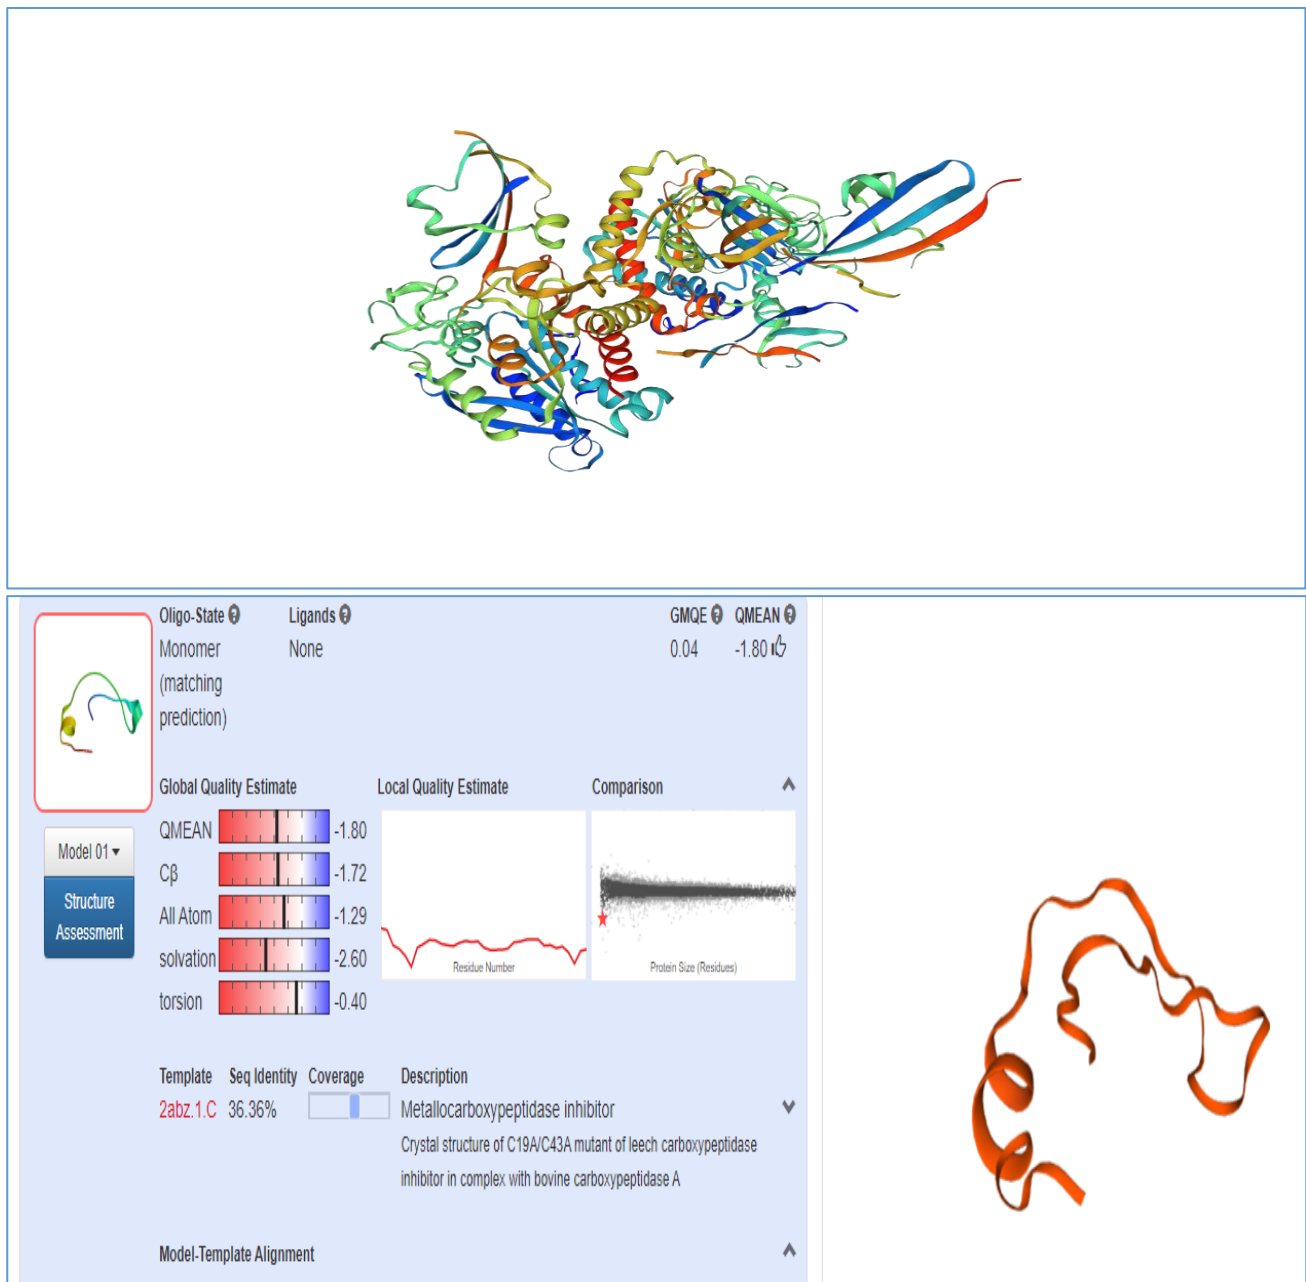 Oligo-State Ligands GMQE QMEAN
Monomer None 0.04 -1.80
(matching
prediction)
Global Quality Estimate Local Quality Estimate Comparison
QMEAN -1.80
Cβ -1.72
All Atom -1.29
solvation -2.60
torsion -0.40
Residue Number
Protein Size (Residues)
Model 01
Structure
Assessment
Template Seq Identity Coverage Description
2abz.1.C 36.36% Metallocarboxypeptidase inhibitor
Crystal structure of C19A/C43A mutant of leech carboxypeptidase
inhibitor in complex with bovine carboxypeptidase A
Model-Template Alignment